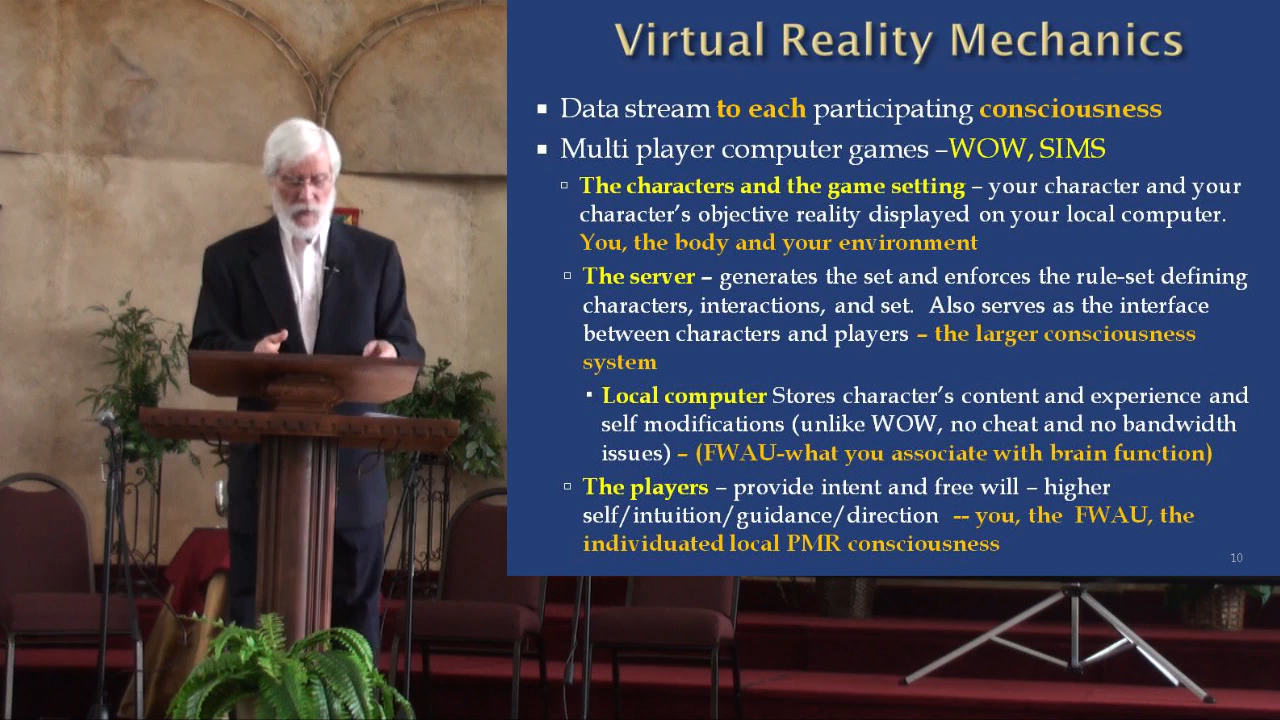 Virtual Reality Mechanics
Data stream to each participating consciousness
Multi player computer games –WOW, SIMS
The characters and the game setting – your character and your
character's objective reality displayed on your local computer.
You, the body and your environment
The server – generates the set and enforces the rule-set defining
characters, interactions, and set. Also serves as the interface
between characters and players – the larger consciousness
system
Local computer Stores character's content and experience and
self modifications (unlike WOW, no cheat and no bandwidth
issues) – (FWAU-what you associate with brain function)
The players – provide intent and free will – higher
self/intuition/guidance/direction -- you, the FWAU, the
individuated local PMR consciousness
10